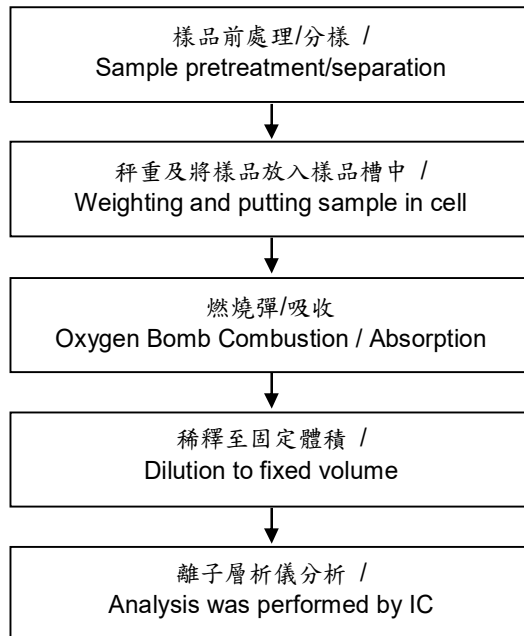 樣品前處理/分樣 /
Sample pretreatment/separation
秤重及將樣品放入樣品槽中 /
Weighting and putting sample in cell
燃燒彈/吸收
Oxygen Bomb Combustion / Absorption
稀釋至固定體積 /
Dilution to fixed volume
離子層析儀分析 /
Analysis was performed by IC